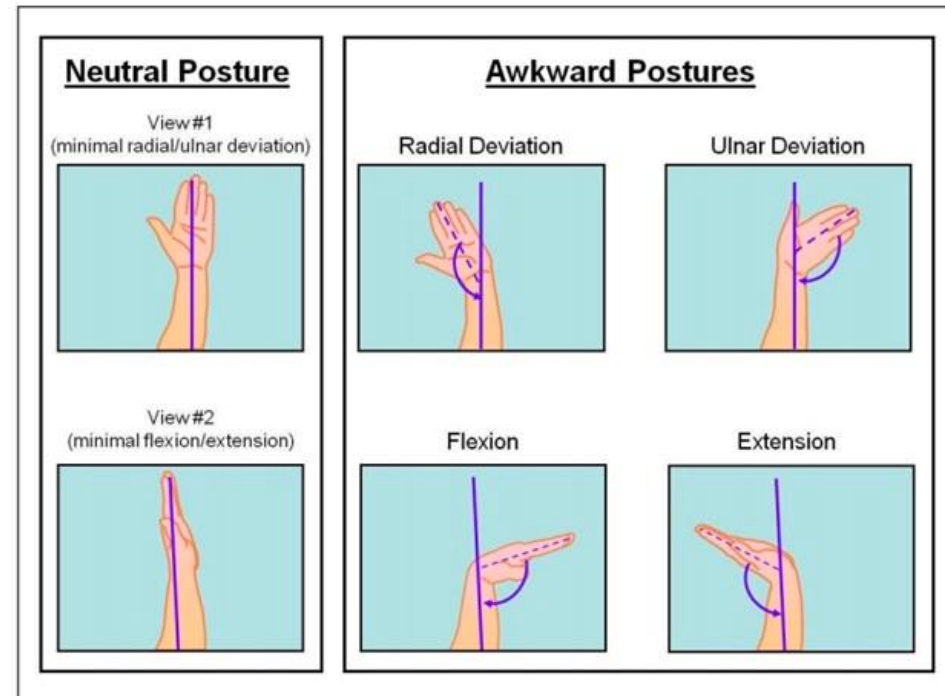 Neutral Posture
View #1
(minimal radial/ulnar deviation)
View #2
(minimal flexion/extension)
Awkward Postures
Radial Deviation
Ulnar Deviation
Flexion
Extension